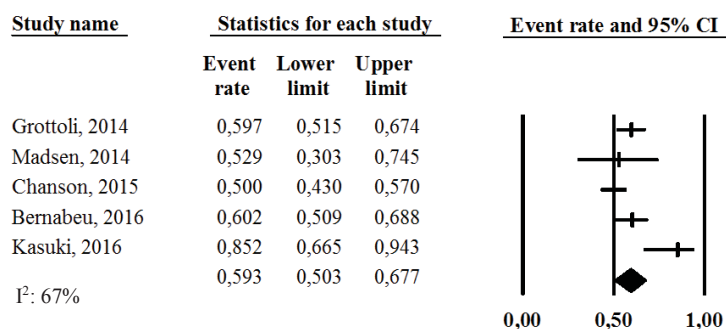 Study name Statistics for each study Event rate and 95% CI
Event Lower Upper
rate limit limit
Grottoli, 2014 0,597 0,515 0,674
Madsen, 2014 0,529 0,303 0,745
Chanson, 2015 0,500 0,430 0,570
Bernabeu, 2016 0,602 0,509 0,688
Kasuki, 2016 0,852 0,665 0,943
0,593 0,503 0,677
I²: 67%
0,00 0,50 1,00